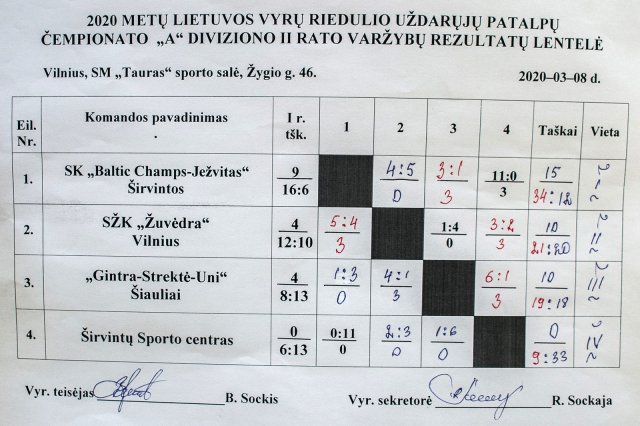 2020 METŲ LIETUVOS VYRŲ RIEDULIO UŽDARŲJŲ PATALPŲ
ČEMPIONATO „A“ DIVIZIONO II RATO VARŽYBŲ REZULTATŲ LENTELĖ
Vilnius, SM „Tauras“ sporto salė, Žygio g. 46. 2020–03–08 d.
Eil. Nr. Komandos pavadinimas I r. tšk. 1 2 3 4 Taškai Vieta
1. SK „Baltic Champs-Ježvitas“ 9 4:5 3:1 11:0 15 I
Širvintos 16:6 0 3 3 34:12
2. SŽK „Žuvėdra“ 4 5:4 1:4 3:2 10 II
Vilnius 12:10 3 0 3 21:20
3. „Gintra-Strektė-Uni“ 4 1:3 4:1 6:1 10 III
Šiauliai 8:13 0 3 3 19:18
4. Širvintų Sporto centras 0 0:11 2:3 1:6 0 IV
6:13 0 0 0 9:33
Vyr. teisėjas B. Sockis Vyr. sekretorė R. Sockaja